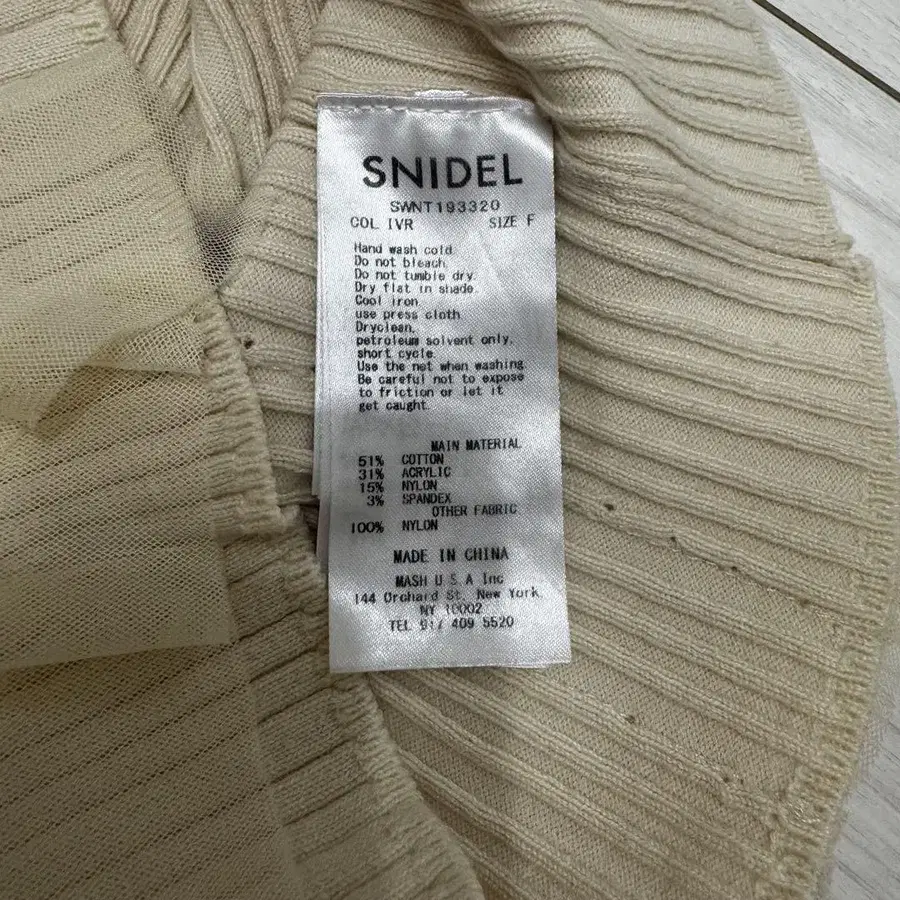 SNIDEL
SWNT193320
COL IVR SIZE F
Hand wash cold.
Do not bleach.
Do not tumble dry.
Dry flat in shade.
Cool iron.
use press cloth.
Dryclean,
petroleum solvent only,
short cycle.
Use the net when washing.
Be careful not to expose
to friction or let it
get caught.
MAIN MATERIAL
51% COTTON
31% ACRYLIC
15% NYLON
3% SPANDEX
OTHER FABRIC
100% NYLON
MADE IN CHINA
MASH U S A Inc
144 Orchard St. New York
NY 10002
TEL 917 409 5520